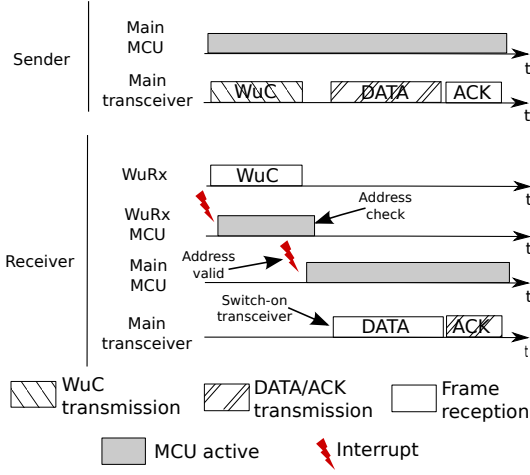 Main
MCU
Sender
t
Main
transceiver
WuC
DATA
ACK
t
WuRx
WuC
t
WuRx
MCU
Address
check
t
Receiver
Address
valid
Main
MCU
t
Switch-on
transceiver
Main
transceiver
DATA
ACK
t
WuC
transmission
DATA/ACK
transmission
Frame
reception
MCU active
Interrupt